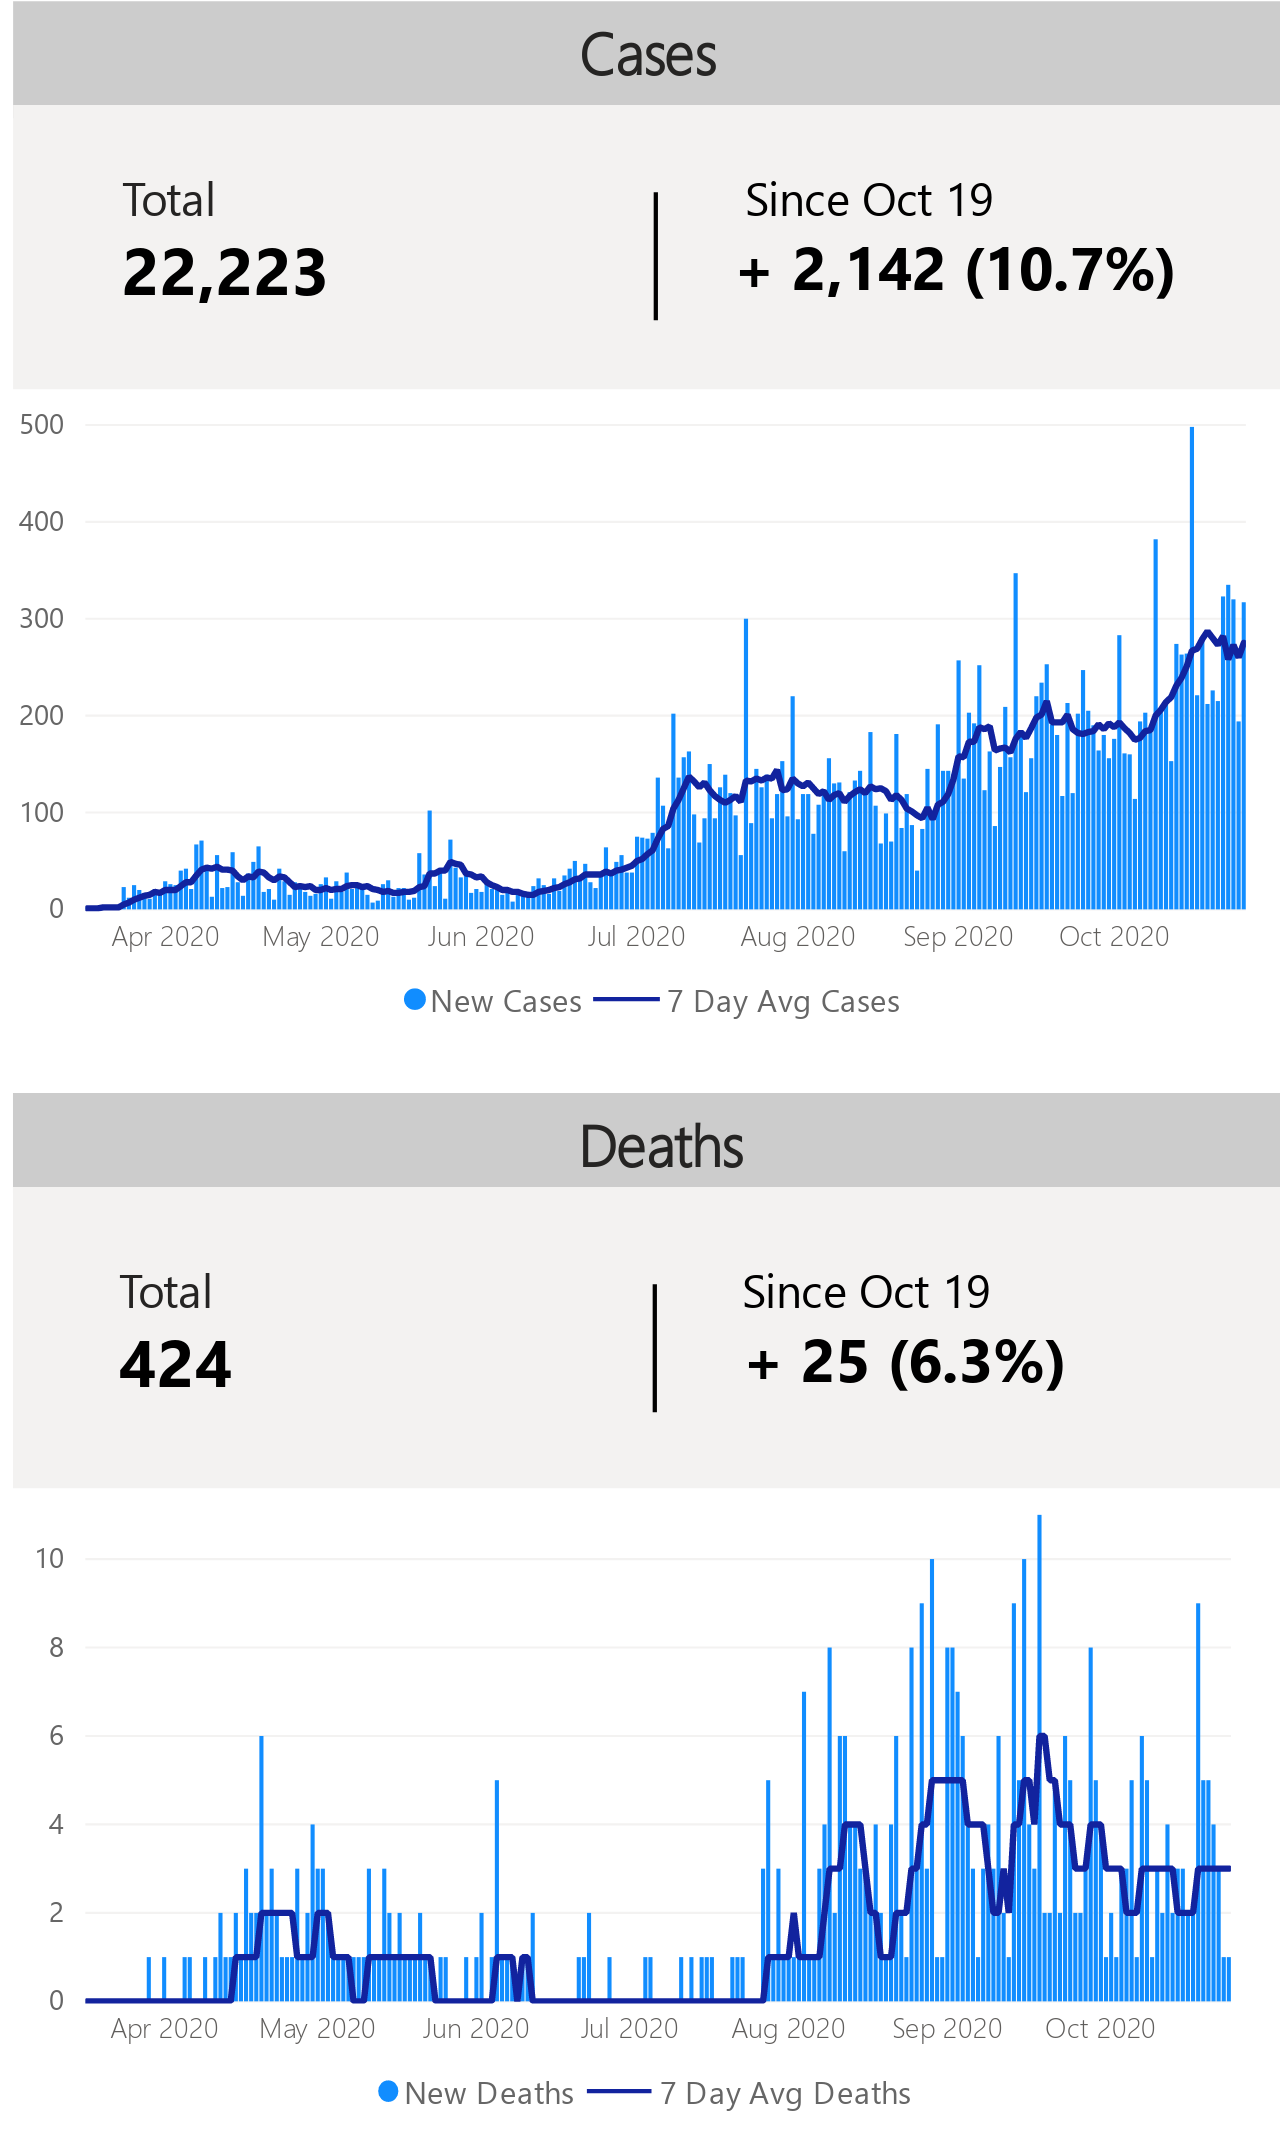 Cases
Total
Since Oct 19
22,223
+ 2,142 (10.7%)
500
400
300
200
100
0
Apr 2020 May 2020 Jun 2020 Jul 2020 Aug 2020 Sep 2020 Oct 2020
New Cases 7 Day Avg Cases
Deaths
Total
Since Oct 19
424
+ 25 (6.3%)
10
8
6
4
2
0
Apr 2020 May 2020 Jun 2020 Jul 2020 Aug 2020 Sep 2020 Oct 2020
New Deaths 7 Day Avg Deaths